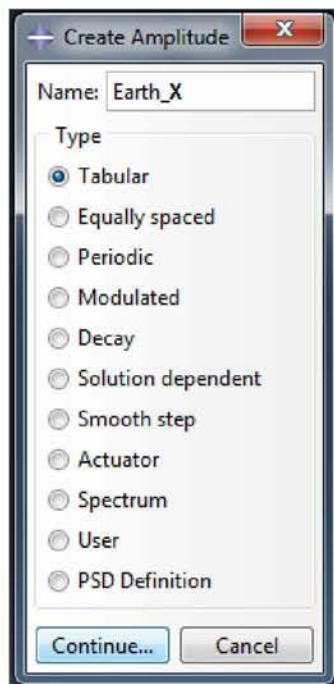 Create Amplitude
Name: Earth_X
Type
Tabular
Equally spaced
Periodic
Modulated
Decay
Solution dependent
Smooth step
Actuator
Spectrum
User
PSD Definition
Continue... Cancel